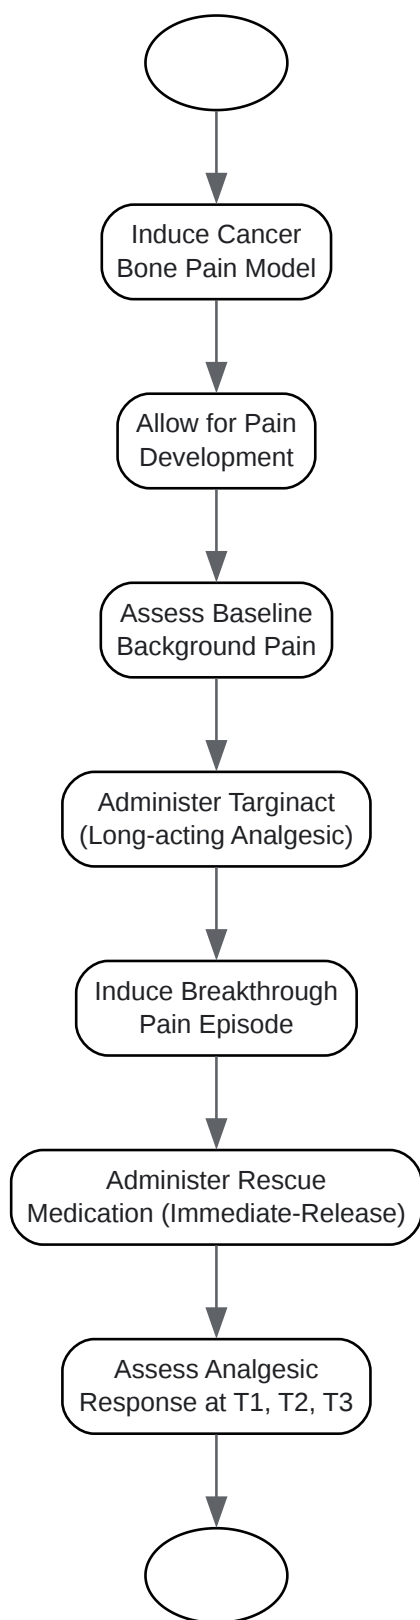 Induce Cancer
Bone Pain Model
Allow for Pain
Development
Assess Baseline
Background Pain
Administer Targinact
(Long-acting Analgesic)
Induce Breakthrough
Pain Episode
Administer Rescue
Medication (Immediate-Release)
Assess Analgesic
Response at T1, T2, T3